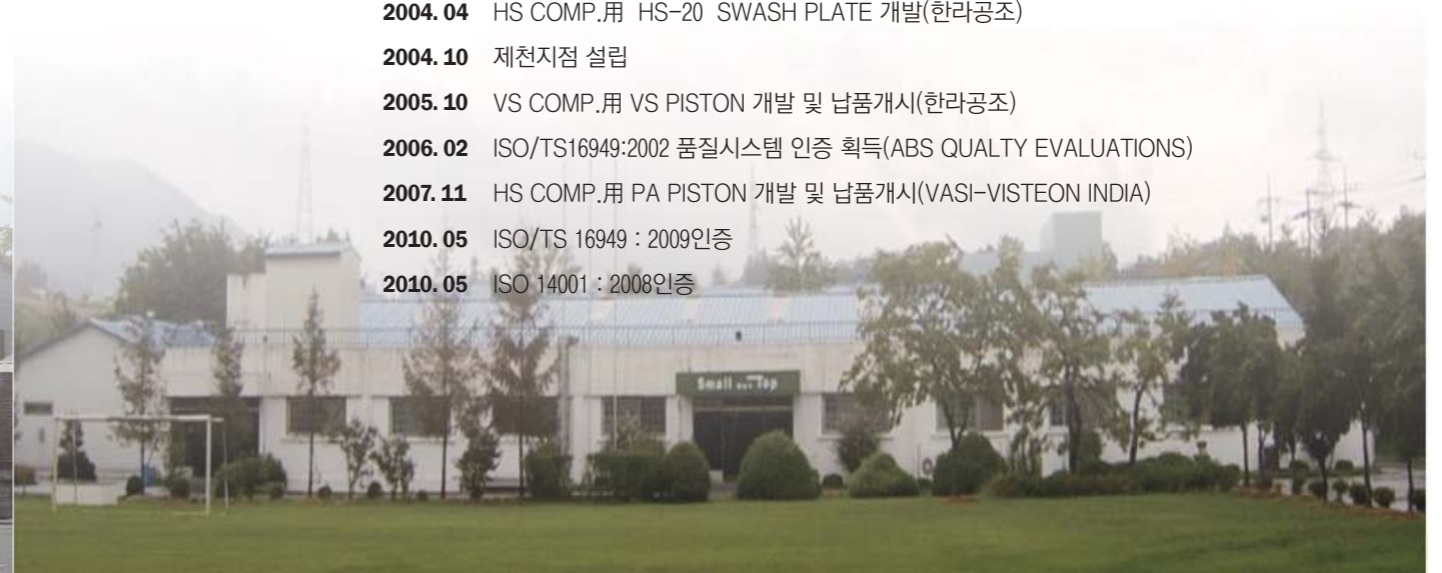 2004. 04 HS COMP.用 HS-20 SWASH PLATE 개발(한라공조)
2004. 10 제천지점 설립
2005. 10 VS COMP.用 VS PISTON 개발 및 납품개시(한라공조)
2006. 02 ISO/TS16949:2002 품질시스템 인증 획득(ABS QUALTY EVALUATIONS)
2007. 11 HS COMP.用 PA PISTON 개발 및 납품개시(VASI-VISTEON INDIA)
2010. 05 ISO/TS 16949 : 2009인증
2010. 05 ISO 14001 : 2008인증
Small but Top